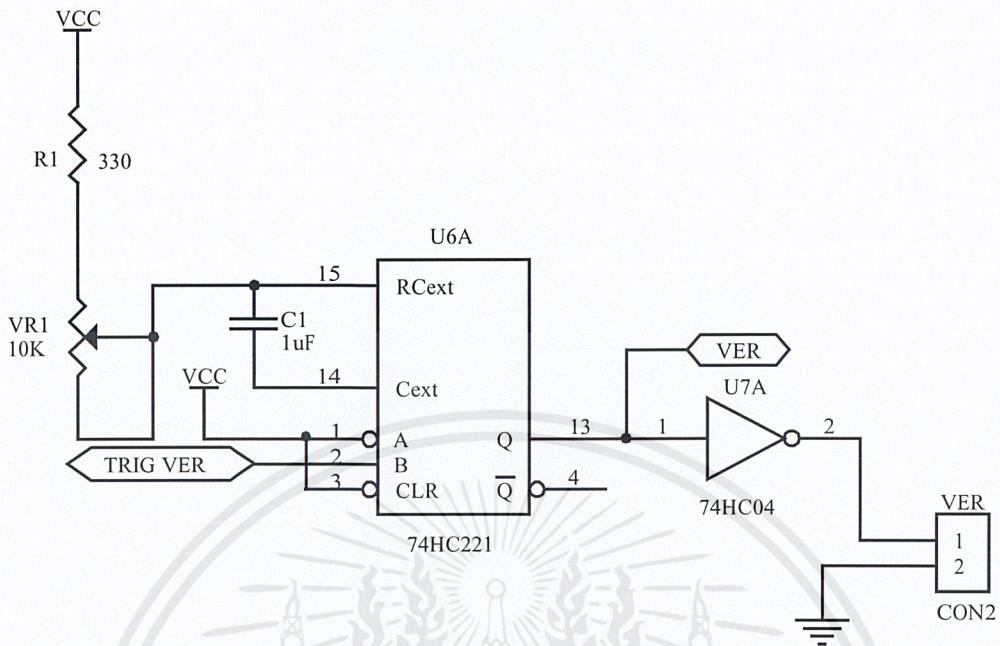 VCC
R1 330
U6A
15 RCext
VR1
10K
C1
1uF
VCC
14 Cext
VER
U7A
1 A
Q 13 1 2
TRIG VER
2 B
3 CLR
Q 4
74HC04
VER
74HC221
1
2
CON2